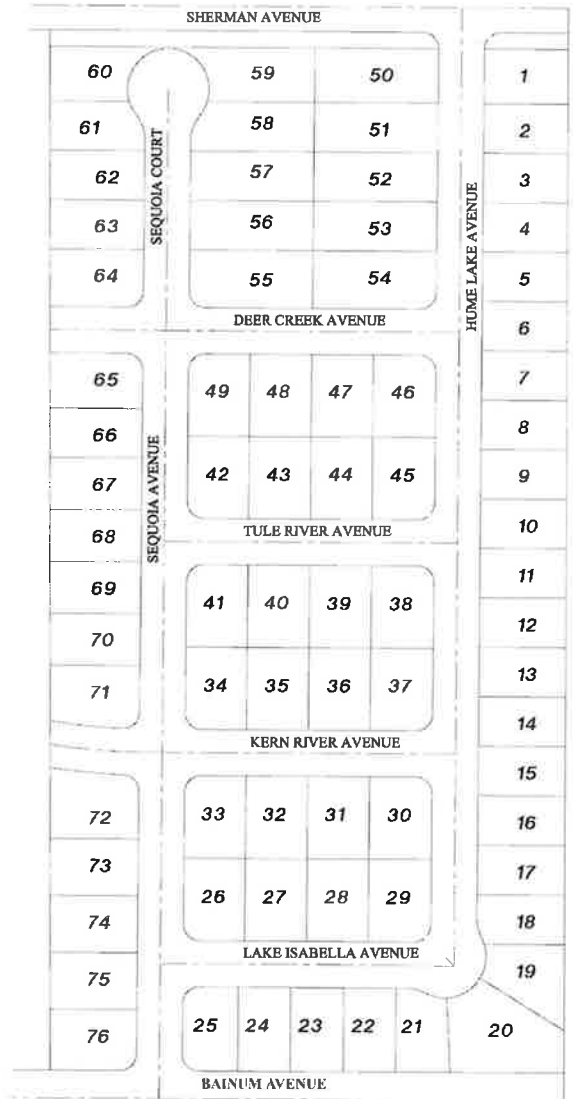 SHERMAN AVENUE
60 59 50 1
61 58 51 2
SEQUOIA COURT
62 57 52 3
HUME LAKE AVENUE
63 56 53 4
64 55 54 5
DEER CREEK AVENUE
6
65 49 48 47 46 7
66 8
67 42 43 44 45 9
SEQUOIA AVENUE
68 10
TULE RIVER AVENUE
69 41 40 39 38 11
70 12
71 34 35 36 37 13
14
KERN RIVER AVENUE
15
72 33 32 31 30 16
73 17
74 26 27 28 29 18
LAKE ISABELLA AVENUE
75 19
76 25 24 23 22 21 20
BAINUM AVENUE